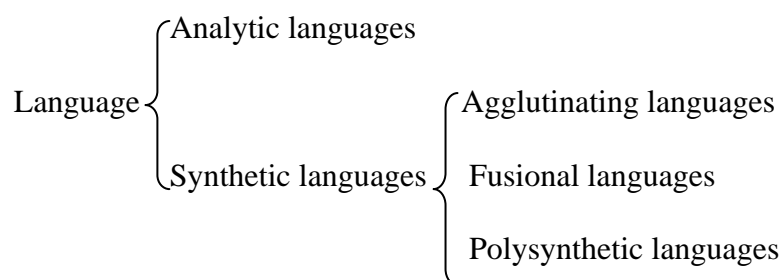 Analytic languages
Language
Agglutinating languages
Synthetic languages
Fusional languages
Polysynthetic languages